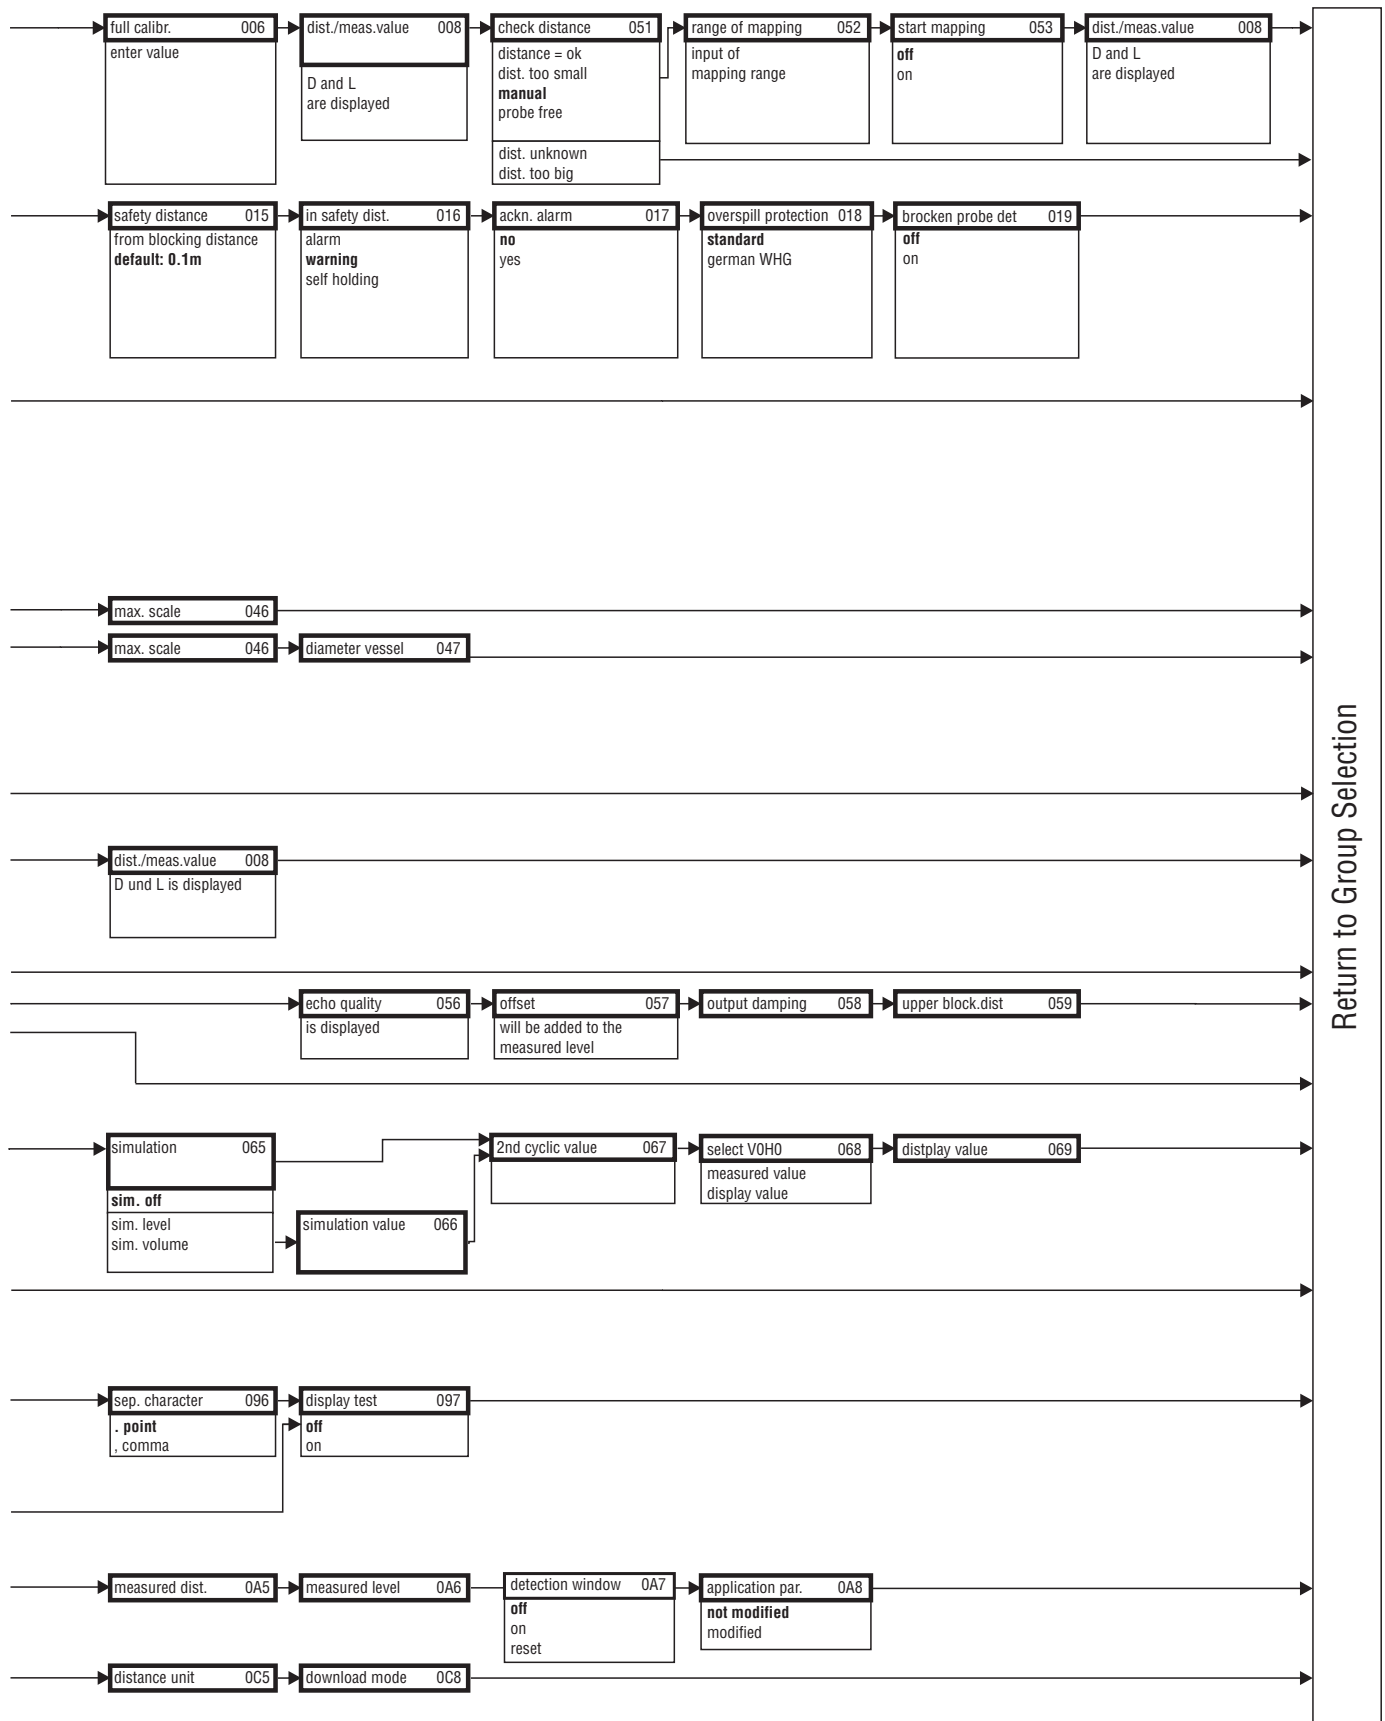 full calibr. 006
enter value
dist./meas.value 008
D and L
are displayed
check distance 051
distance = ok
dist. too small
manual
probe free
dist. unknown
dist. too big
range of mapping 052
input of
mapping range
start mapping 053
off
on
dist./meas.value 008
D and L
are displayed
safety distance 015
from blocking distance
default: 0.1m
in safety dist. 016
alarm
warning
self holding
ackn. alarm 017
no
yes
overspill protection 018
standard
german WHG
brocken probe det 019
off
on
max. scale 046
max. scale 046
diameter vessel 047
dist./meas.value 008
D und L is displayed
echo quality 056
is displayed
offset 057
will be added to the
measured level
output damping 058
upper block.dist 059
simulation 065
sim. off
sim. level
sim. volume
simulation value 066
2nd cyclic value 067
select V0H0 068
measured value
display value
distplay value 069
sep. character 096
. point
, comma
display test 097
off
on
measured dist. 0A5
measured level 0A6
detection window 0A7
off
on
reset
application par. 0A8
not modified
modified
distance unit 0C5
download mode 0C8
Return to Group Selection